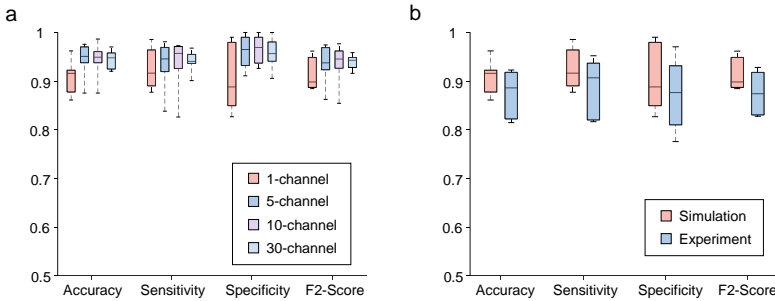 a
1
0.9
0.8
0.7
0.6
0.5
Accuracy Sensitivity Specificity F2-Score
1-channel
5-channel
10-channel
30-channel
b
1
0.9
0.8
0.7
0.6
0.5
Accuracy Sensitivity Specificity F2-Score
Simulation
Experiment